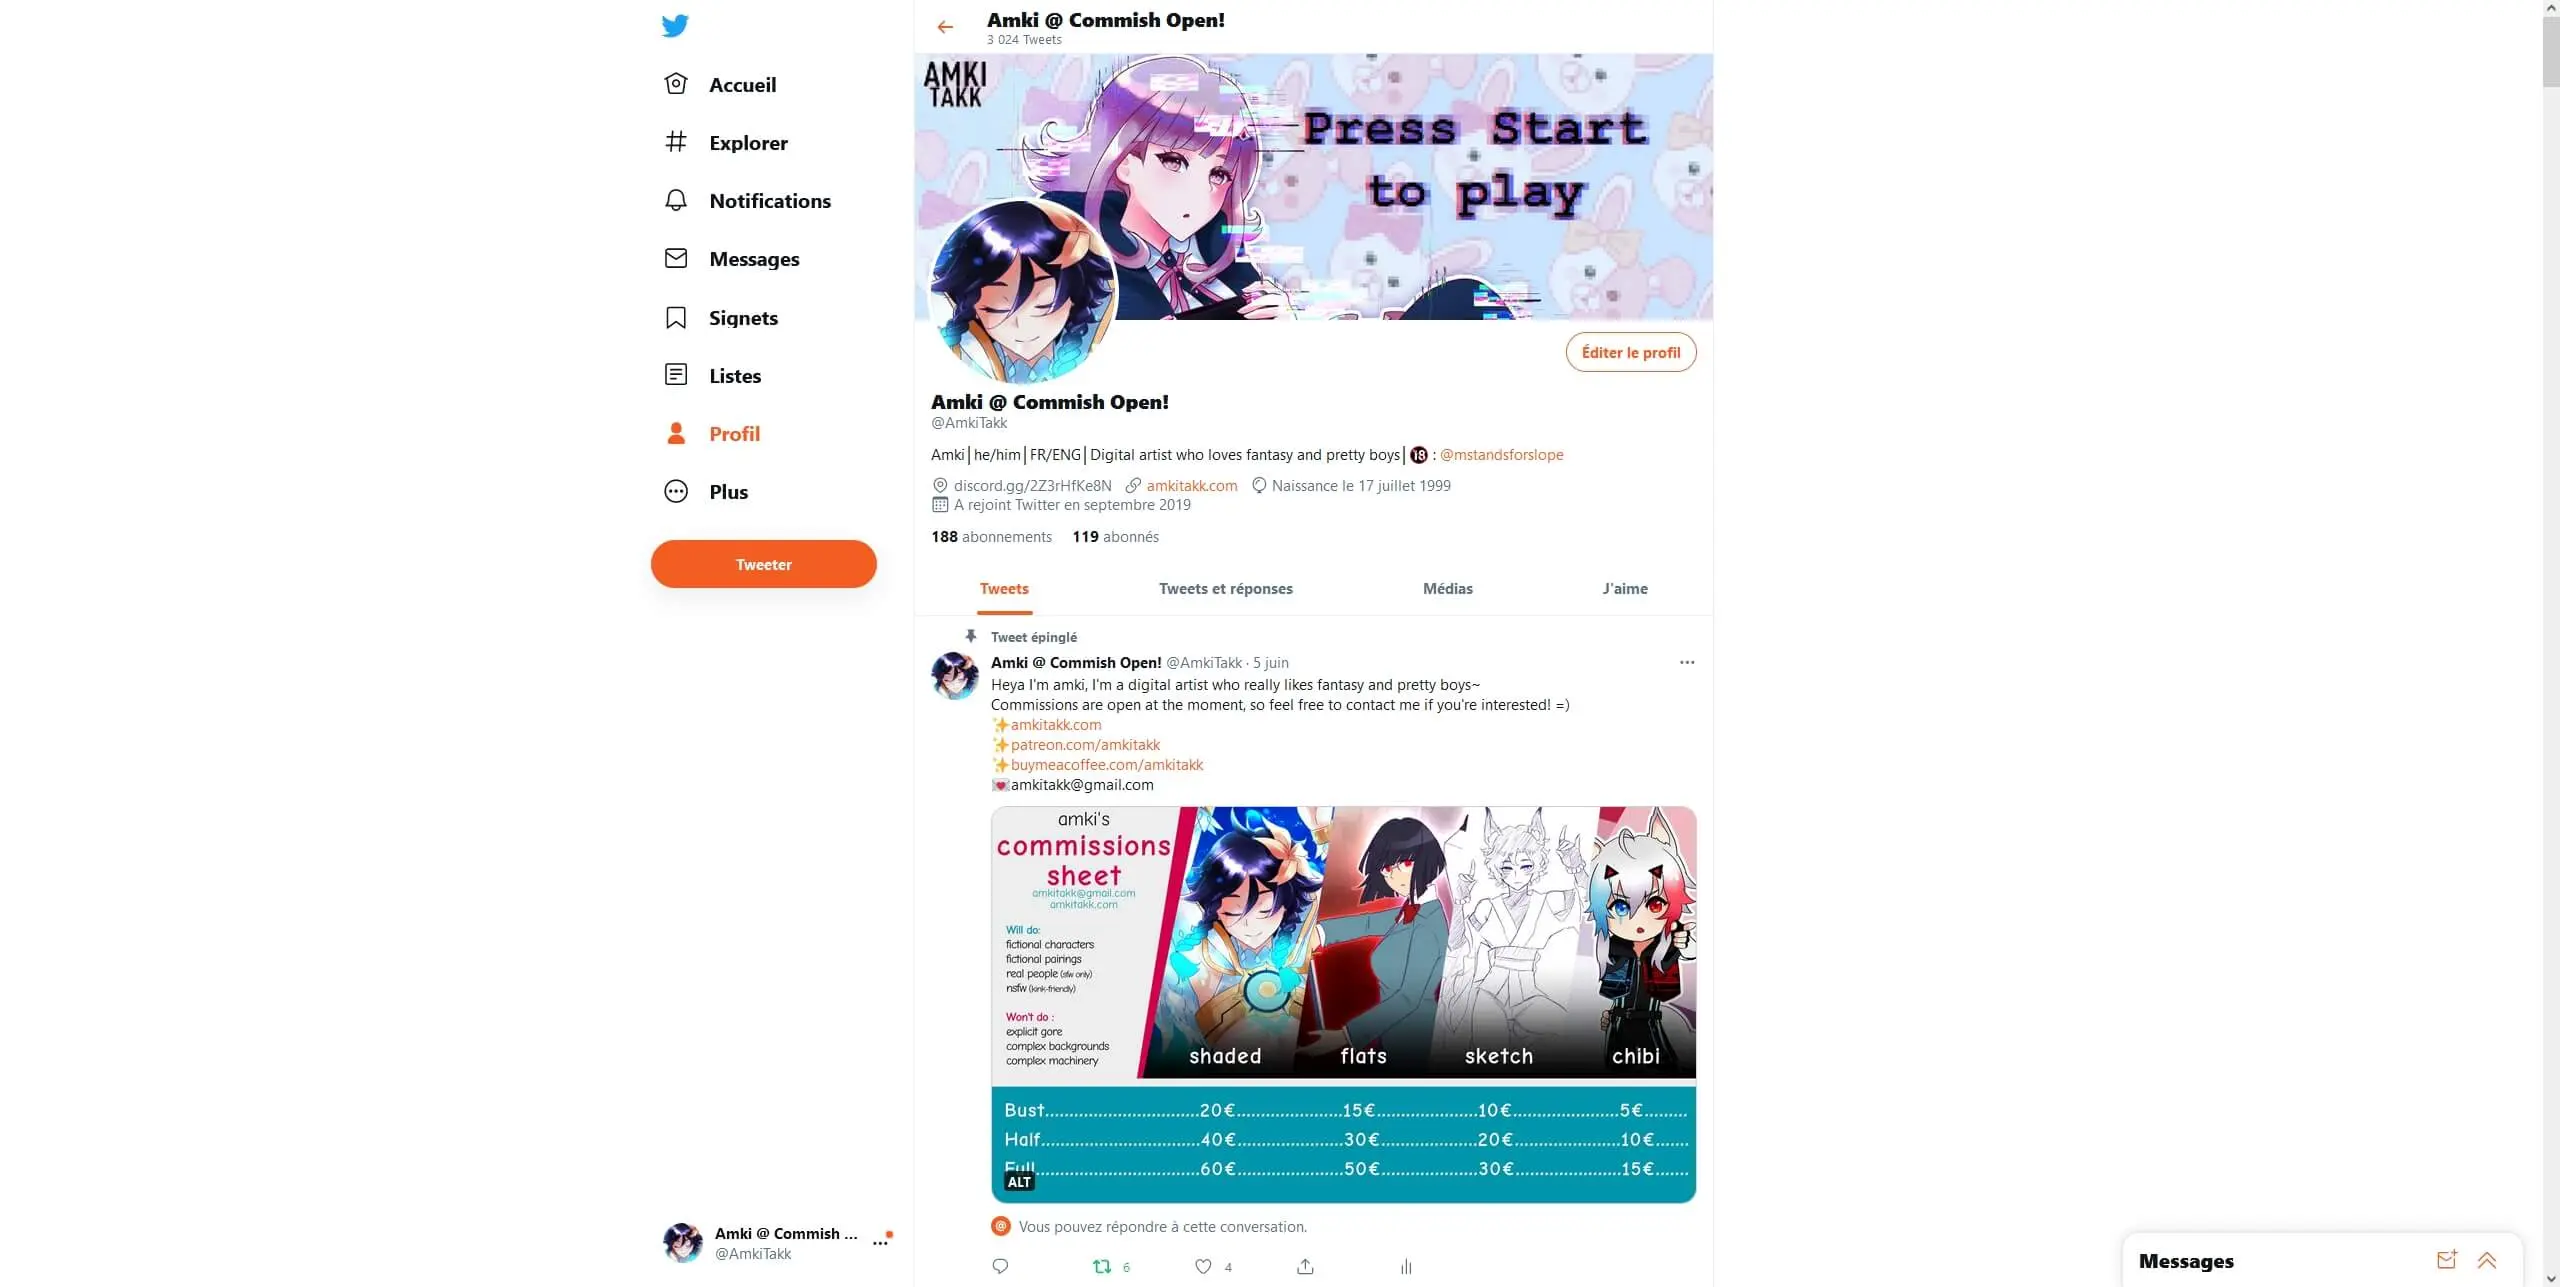 Accueil
Explorer
Notifications
Messages
Signets
Listes
Profil
Plus
Tweeter
Amki @ Commish ...
@AmkiTakk
Amki @ Commish Open!
3 024 Tweets
AMKI
TAKK
Press Start
to play
Éditer le profil
Amki @ Commish Open!
@AmkiTakk
Amki│he/him│FR/ENG│Digital artist who loves fantasy and pretty boys│🔞 : @mstandsforslope
discord.gg/2Z3rHfKe8N amkitakk.com Naissance le 17 juillet 1999
A rejoint Twitter en septembre 2019
188 abonnements 119 abonnés
Tweets Tweets et réponses Médias J'aime
Tweet épinglé
Amki @ Commish Open! @AmkiTakk · 5 juin
Heya I'm amki, I'm a digital artist who really likes fantasy and pretty boys~
Commissions are open at the moment, so feel free to contact me if you're interested! =)
✨amkitakk.com
✨patreon.com/amkitakk
✨buymeacoffee.com/amkitakk
💌amkitakk@gmail.com
amki's
commissions
sheet
amkitakk@gmail.com
amkitakk.com
Will do:
fictional characters
fictional pairings
real people (sfw only)
nsfw (kink-friendly)
Won't do :
explicit gore
complex backgrounds
complex machinery
shaded flats sketch chibi
Bust................................20€......................15€.....................10€......................5€.........
Half.................................40€......................30€....................20€......................10€.......
Full..................................60€......................50€....................30€......................15€.......
ALT
Vous pouvez répondre à cette conversation.
6 4
Messages